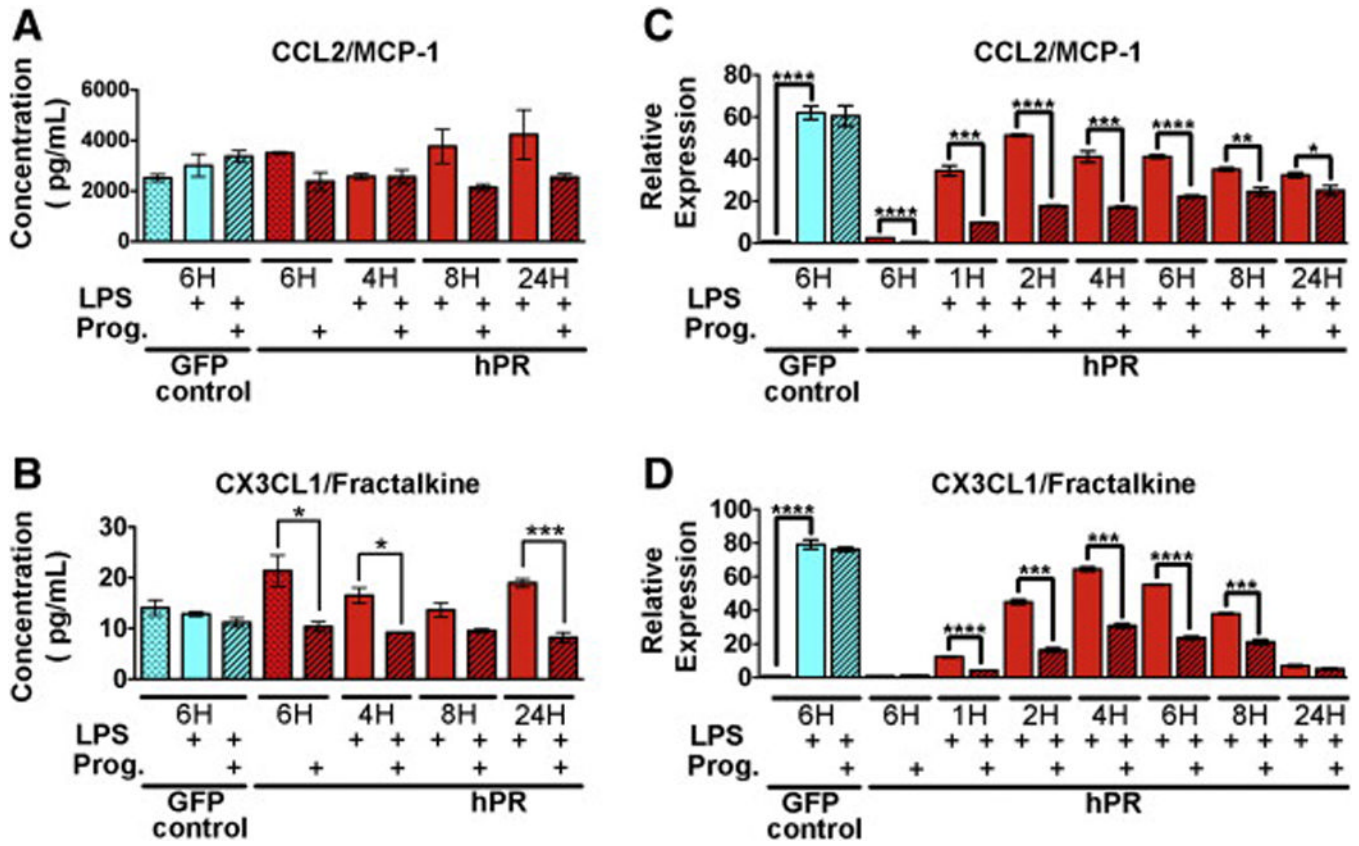 A
CCL2/MCP-1
Concentration
( pg/mL)
6000
4000
2000
0
6H 6H 4H 8H 24H
LPS + + + + + + + +
Prog. + + + + +
GFP
control
hPR
C
CCL2/MCP-1
Relative
Expression
80
60
40
20
0
**** **** *** **** *** **** ** *
6H 6H 1H 2H 4H 6H 8H 24H
LPS + + + + + + + + + + + + + +
Prog. + + + + + + + +
GFP
control
hPR
B
CX3CL1/Fractalkine
Concentration
( pg/mL)
30
20
10
0
* * ***
6H 6H 4H 8H 24H
LPS + + + + + + + +
Prog. + + + + +
GFP
control
hPR
D
CX3CL1/Fractalkine
Relative
Expression
100
80
60
40
20
0
**** **** *** *** **** ***
6H 6H 1H 2H 4H 6H 8H 24H
LPS + + + + + + + + + + + + + +
Prog. + + + + + + + +
GFP
control
hPR